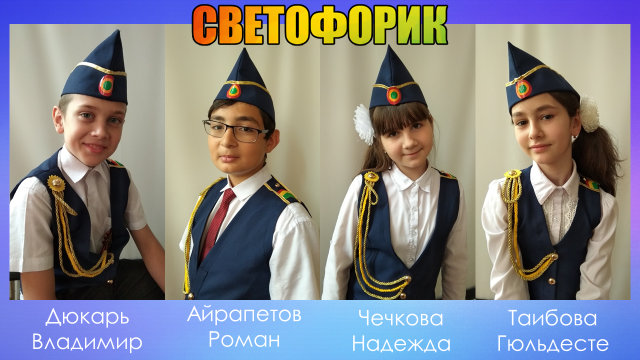 СВЕТОФОРИК
Дюкарь
Владимир
Айрапетов
Роман
Чечкова
Надежда
Таибова
Гюльдесте